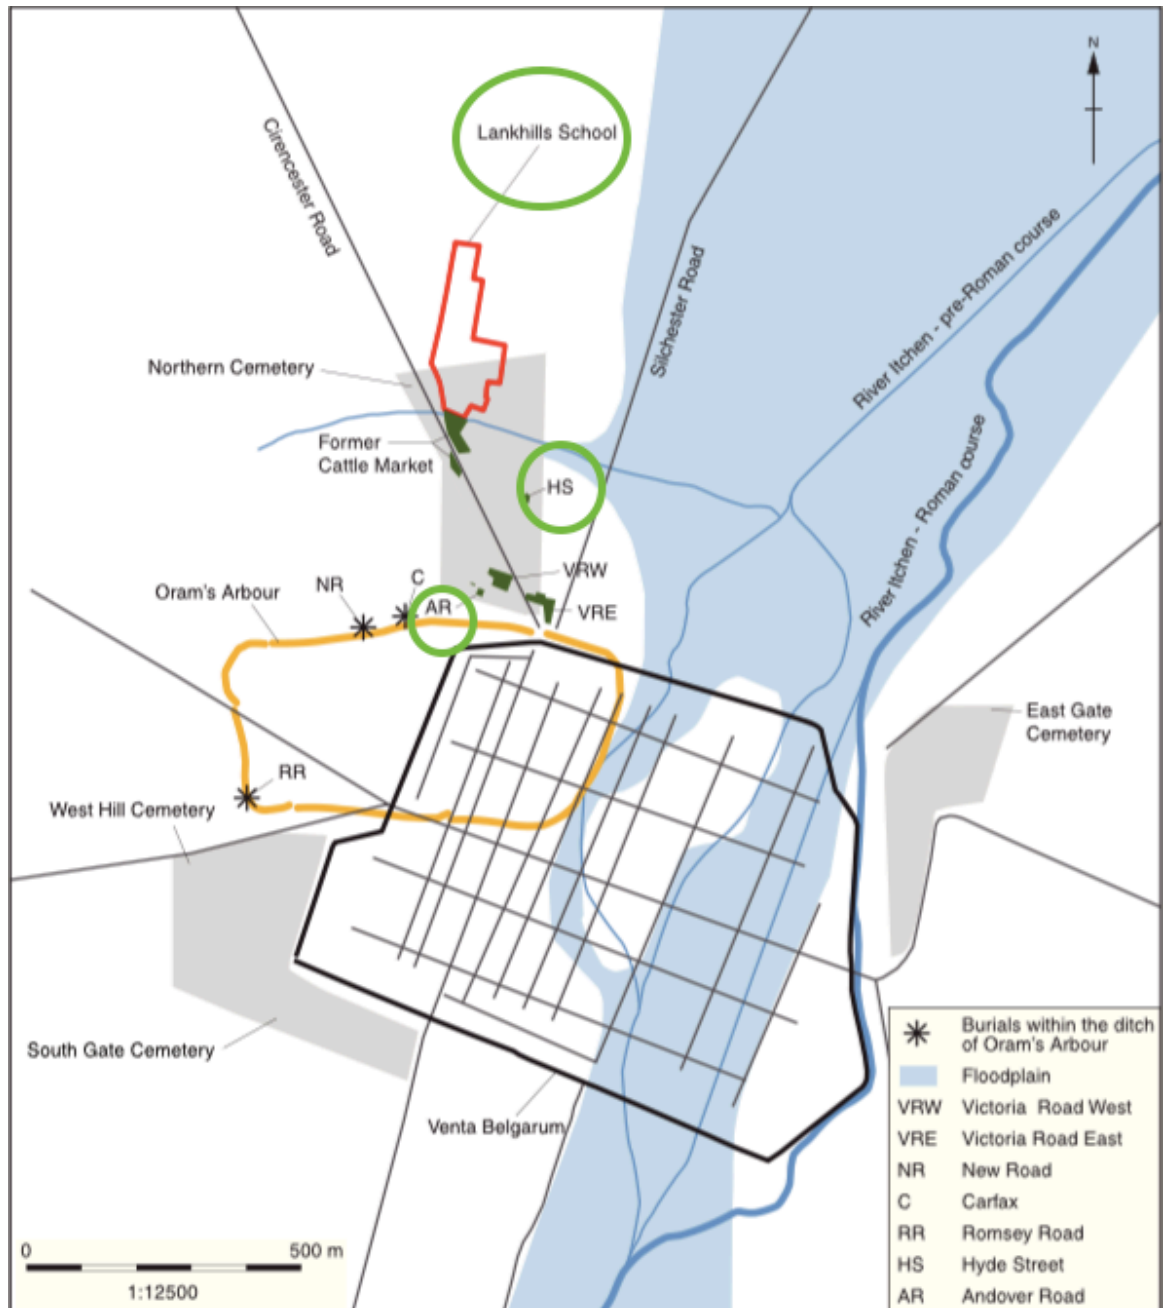 N
Lankhills School
Cirencester Road
Silchester Road
River Itchen - pre-Roman course
River Itchen - Roman course
Northern Cemetery
Former
Cattle Market
HS
VRW
C
NR
AR
VRE
Oram's Arbour
East Gate
Cemetery
RR
West Hill Cemetery
South Gate Cemetery
Venta Belgarum
Burials within the ditch
of Oram's Arbour
Floodplain
VRW Victoria Road West
VRE Victoria Road East
NR New Road
C Carfax
RR Romsey Road
HS Hyde Street
AR Andover Road
0 500 m
1:12500